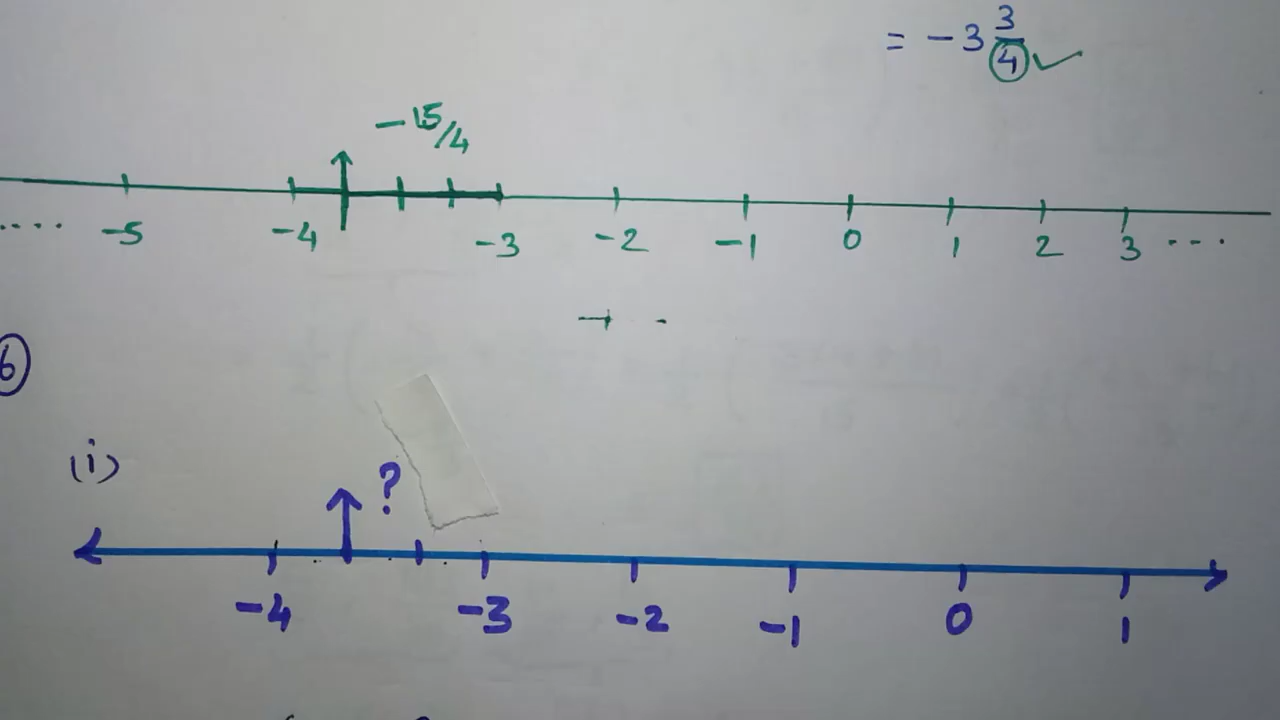 = -3 3/4 ✓
-15/4
.... -5 -4 -3 -2 -1 0 1 2 3 ...
6
(i)
?
-4 -3 -2 -1 0 1